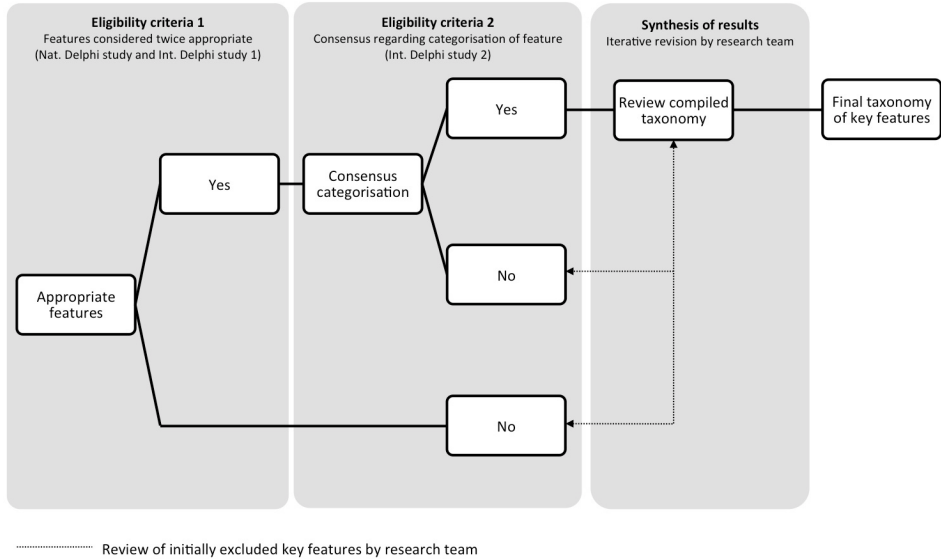 Eligibility criteria 1
Features considered twice appropriate
(Nat. Delphi study and Int. Delphi study 1)
Eligibility criteria 2
Consensus regarding categorisation of feature
(Int. Delphi study 2)
Synthesis of results
Iterative revision by research team
Appropriate
features
Yes
Consensus
categorisation
Yes
No
No
Review compiled
taxonomy
Final taxonomy
of key features
Review of initially excluded key features by research team